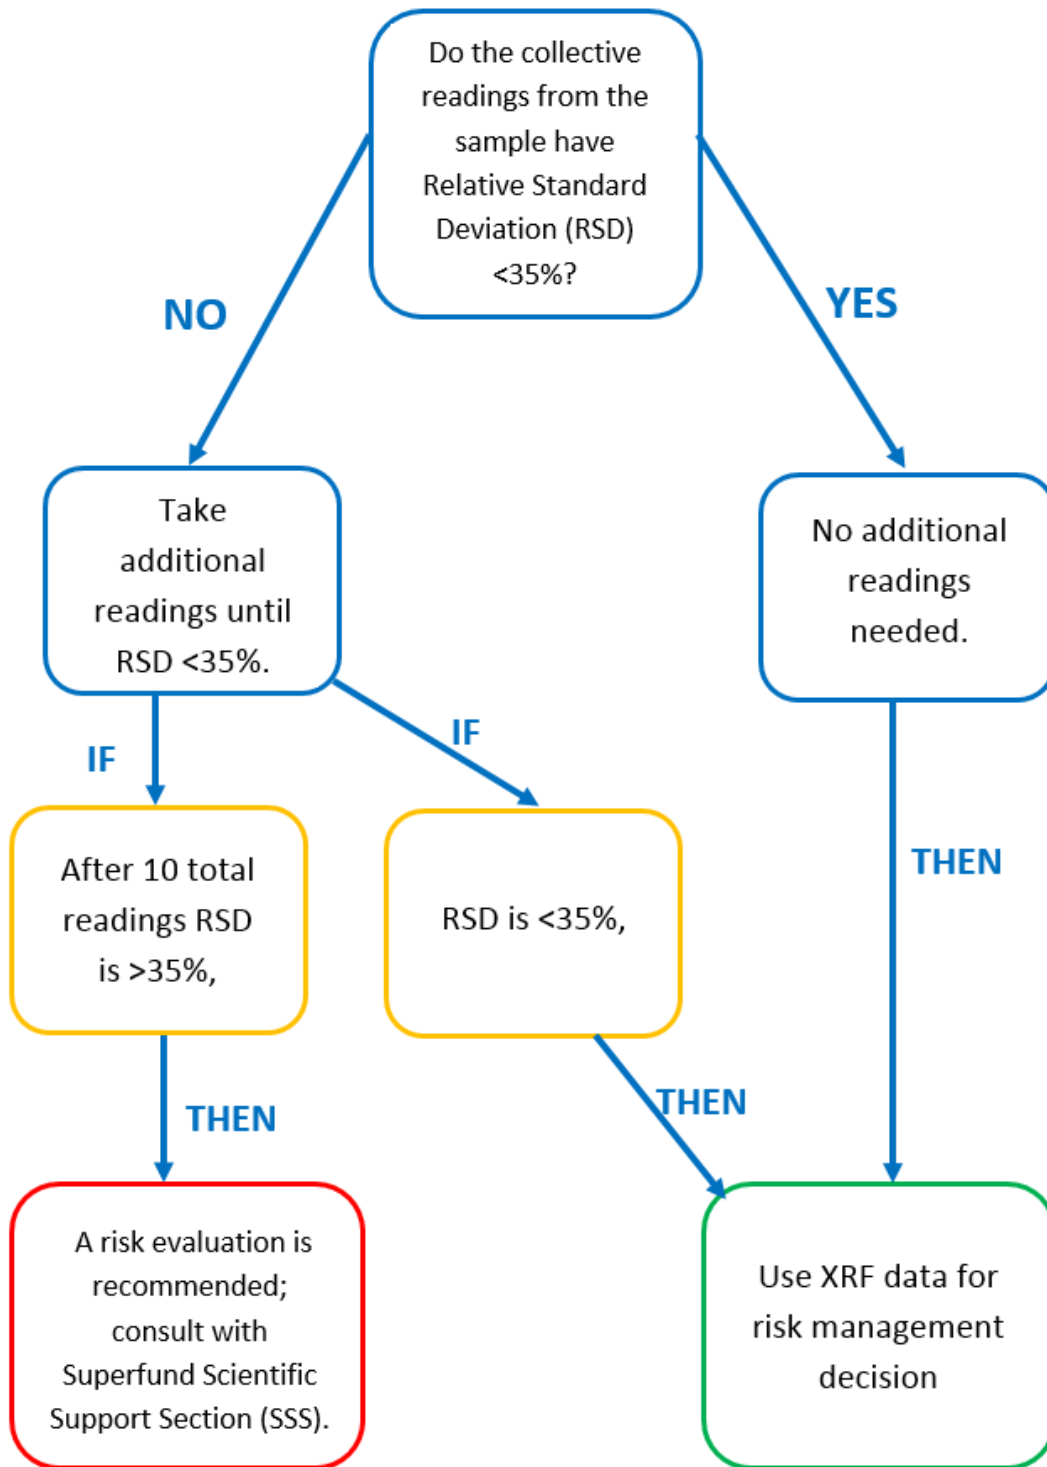 Do the collective
readings from the
sample have
Relative Standard
Deviation (RSD)
<35%?
NO
YES
Take
additional
readings until
RSD <35%.
No additional
readings
needed.
IF
IF
After 10 total
readings RSD
is >35%,
RSD is <35%,
THEN
THEN
THEN
A risk evaluation is
recommended;
consult with
Superfund Scientific
Support Section (SSS).
Use XRF data for
risk management
decision